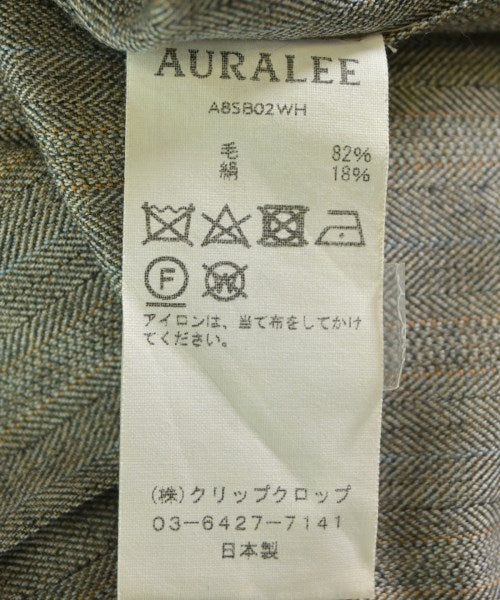 AURALEE
A8SB02WH
毛 82%
絹 18%
F
W
アイロンは、当て布をしてかけ
てください。
(株)クリップクロップ
03-6427-7141
日本製